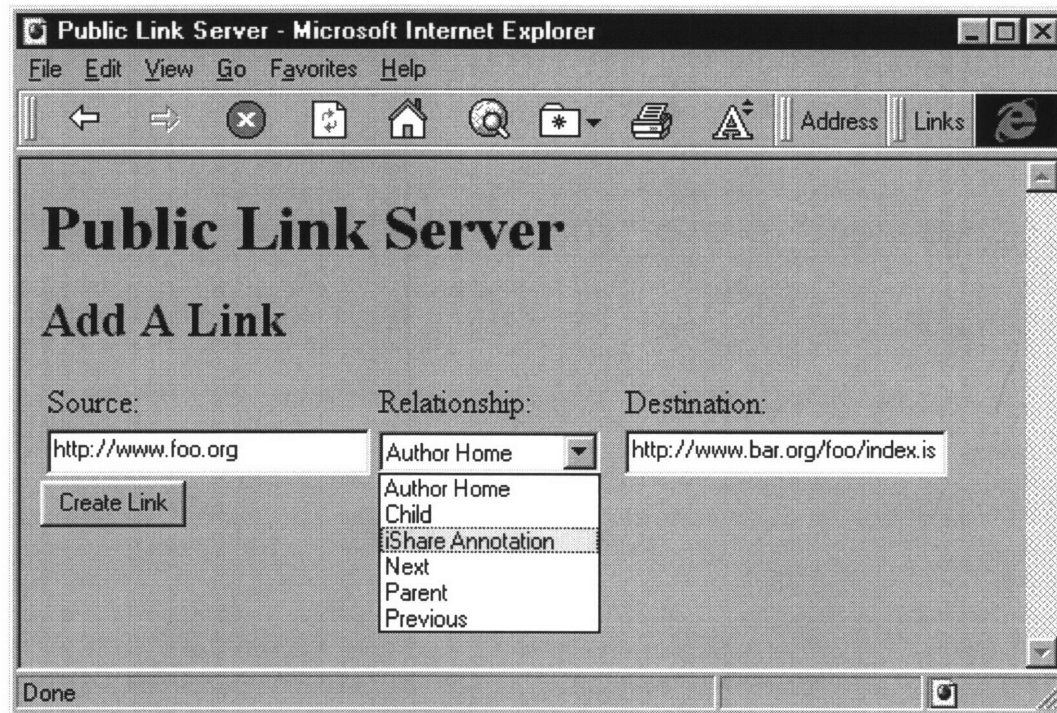 Public Link Server - Microsoft Internet Explorer
File Edit View Go Favorites Help
Address Links
Public Link Server
Add A Link
Source: Relationship: Destination:
http://www.foo.org Author Home http://www.bar.org/foo/index.is
Create Link
Author Home
Child
iShare Annotation
Next
Parent
Previous
Done